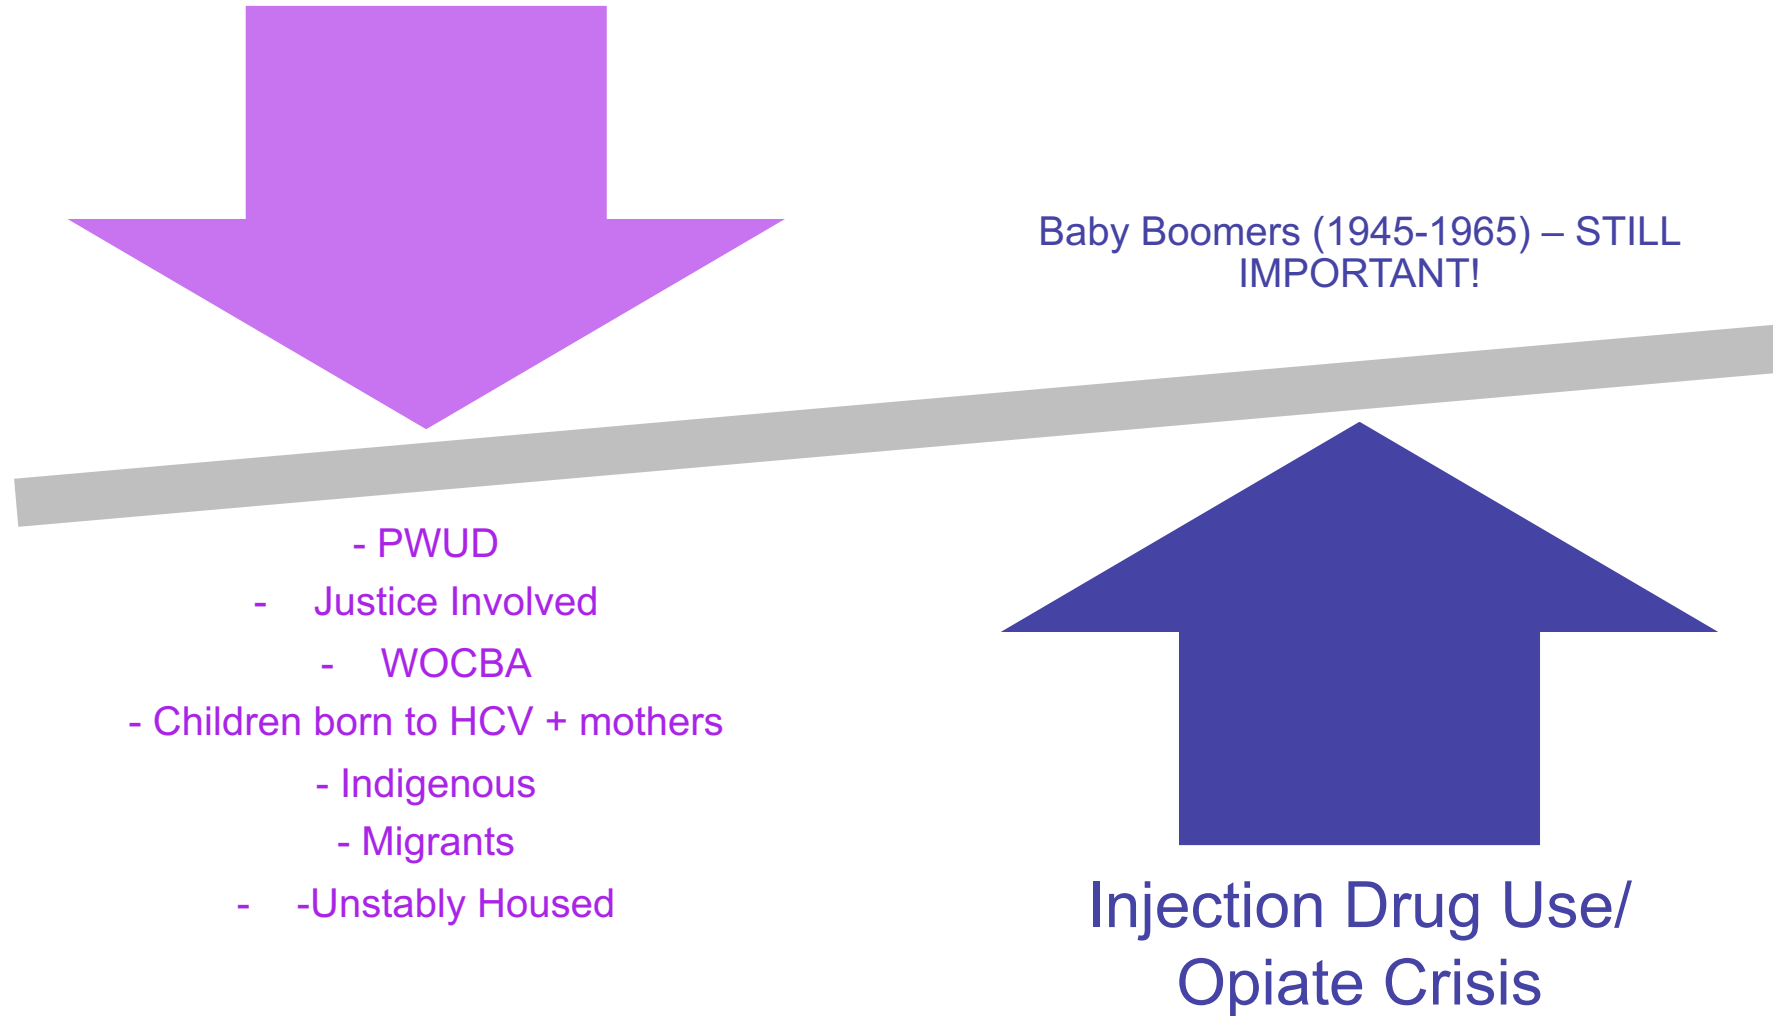 Baby Boomers (1945-1965) – STILL
IMPORTANT!
- PWUD
- Justice Involved
- WOCBA
- Children born to HCV + mothers
- Indigenous
- Migrants
- -Unstably Housed
Injection Drug Use/
Opiate Crisis